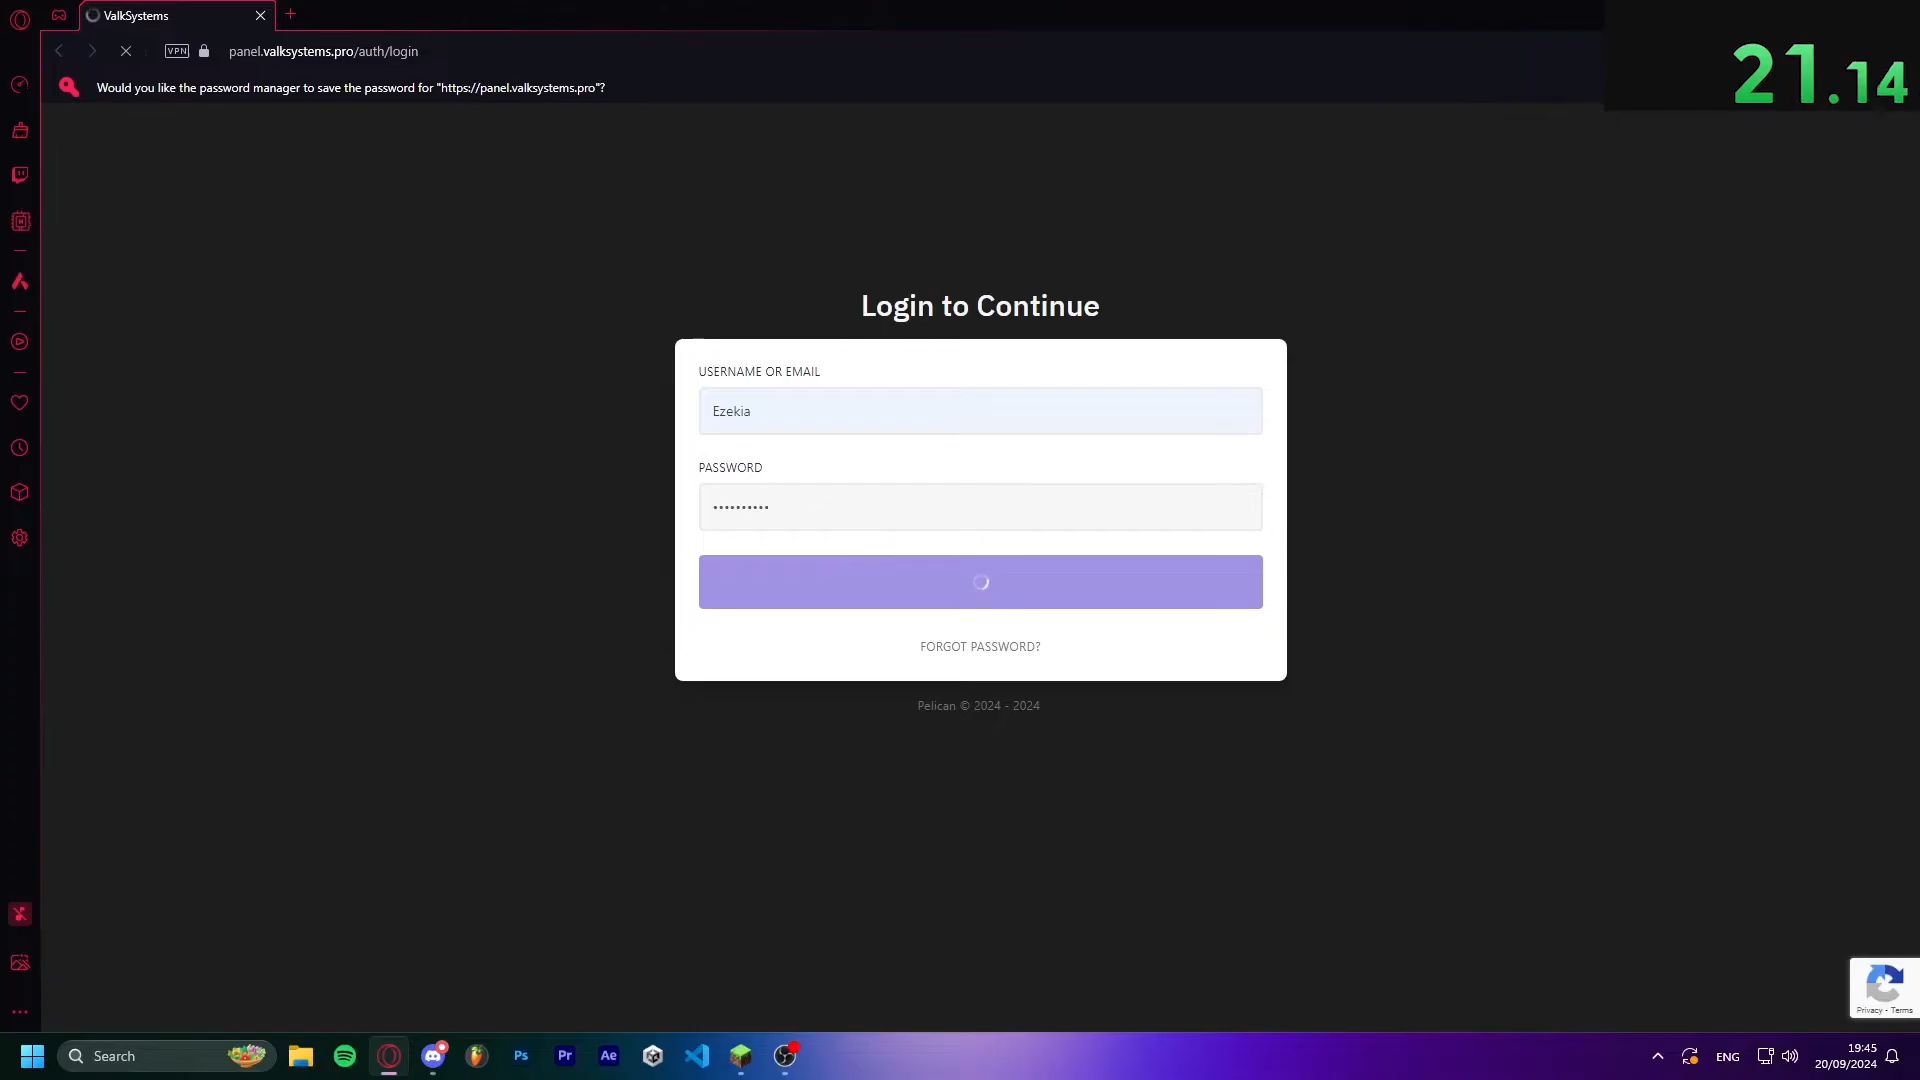 ValkSystems
21.14
VPN
panel.valksystems.pro/auth/login
Would you like the password manager to save the password for "https://panel.valksystems.pro"?
Login to Continue
USERNAME OR EMAIL
Ezekia
PASSWORD
••••••••••
FORGOT PASSWORD?
Pelican © 2024 - 2024
Privacy - Terms
Search
Ps
Pr
Ae
ENG
19:45
20/09/2024